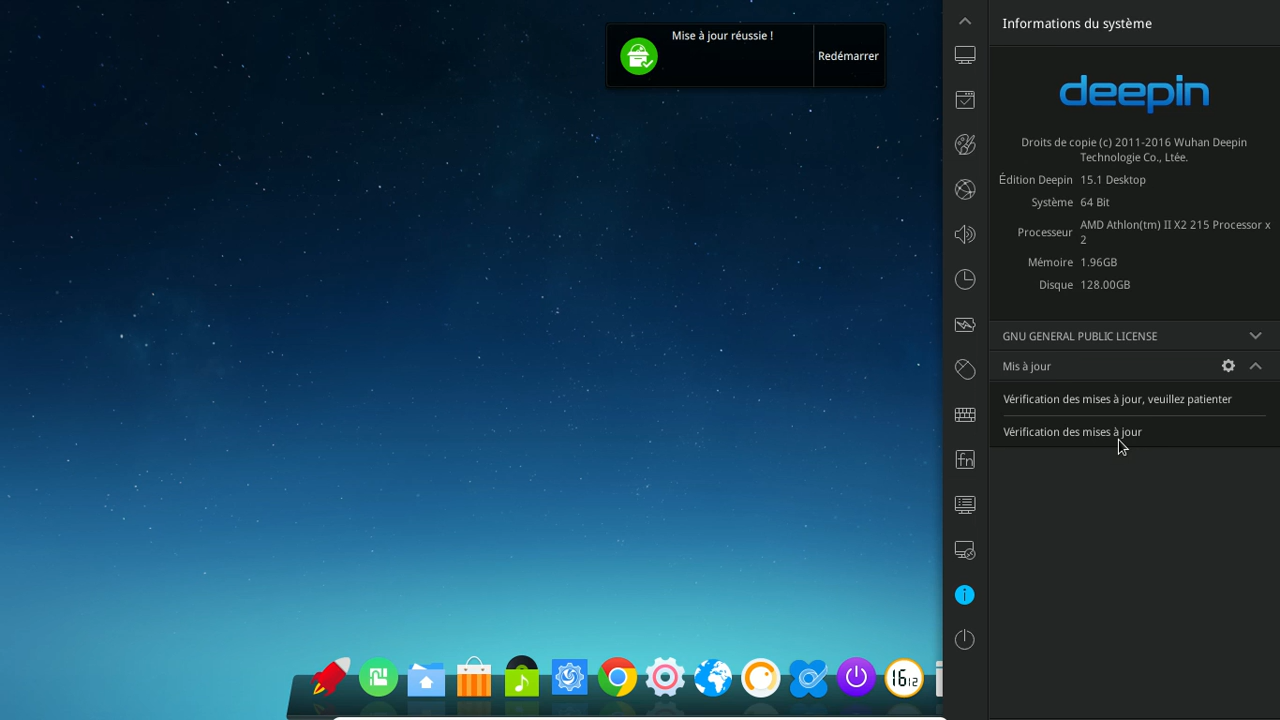 Mise à jour réussie !
Redémarrer
Informations du système
deepin
Droits de copie (c) 2011-2016 Wuhan Deepin
Technologie Co., Ltée.
Édition Deepin 15.1 Desktop
Système 64 Bit
Processeur AMD Athlon(tm) II X2 215 Processor x
2
Mémoire 1.96GB
Disque 128.00GB
GNU GENERAL PUBLIC LICENSE
Mis à jour
Vérification des mises à jour, veuillez patienter
Vérification des mises à jour
fn
16 12